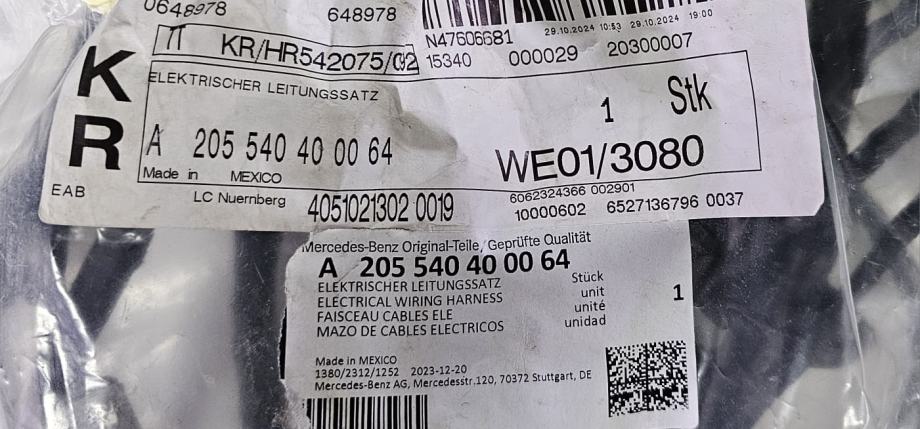 0648978 648978
29.10.2024 10:53 29.10.2024 19:00
N47606681
KR/HR542075/02 15340 000029 20300007
K
R
EAB
ELEKTRISCHER LEITUNGSSATZ
1 Stk
A 205 540 40 00 64
WE01/3080
Made in MEXICO
LC Nuernberg 4051021302 0019
6062324366 002901
10000602 6527136796 0037
Mercedes-Benz Original-Teile, Geprüfte Qualität
A 205 540 40 00 64
ELEKTRISCHER LEITUNGSSATZ Stück
ELECTRICAL WIRING HARNESS unit 1
FAISCEAU CABLES ELE unité
MAZO DE CABLES ELECTRICOS unidad
Made in MEXICO
1380/2312/1252 2023-12-20
Mercedes-Benz AG, Mercedesstr.120, 70372 Stuttgart, DE